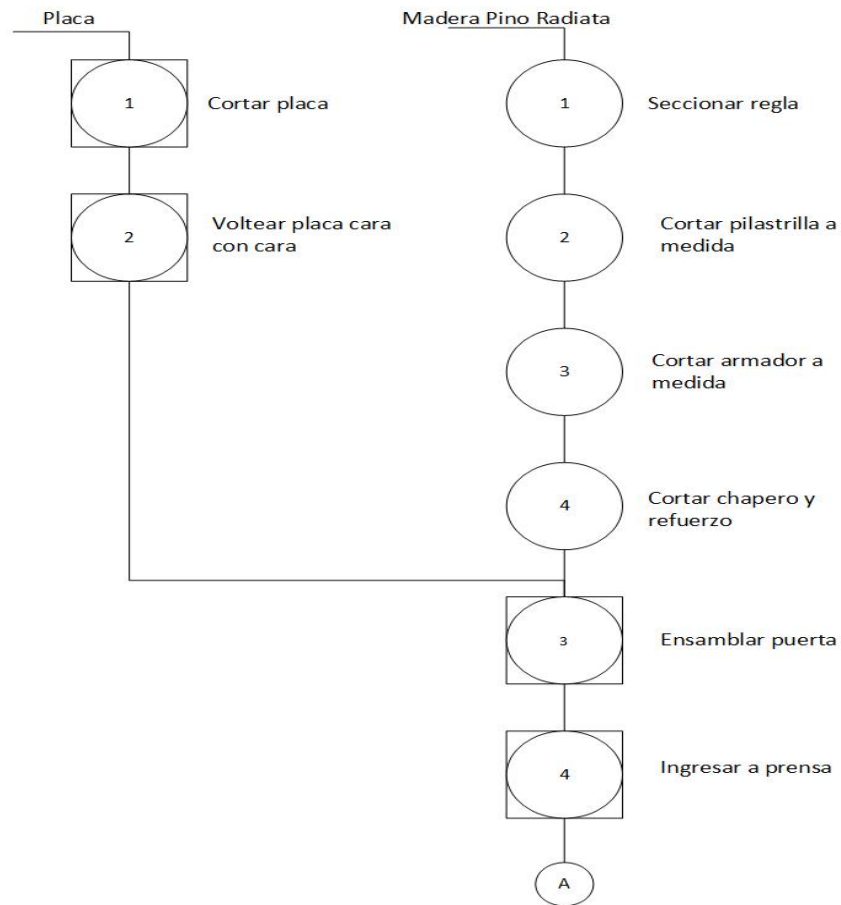 Placa
Madera Pino Radiata
1
Cortar placa
1
Seccionar regla
2
Voltear placa cara
con cara
2
Cortar pilastrilla a
medida
3
Cortar armador a
medida
4
Cortar chapero y
refuerzo
3
Ensamblar puerta
4
Ingresar a prensa
A